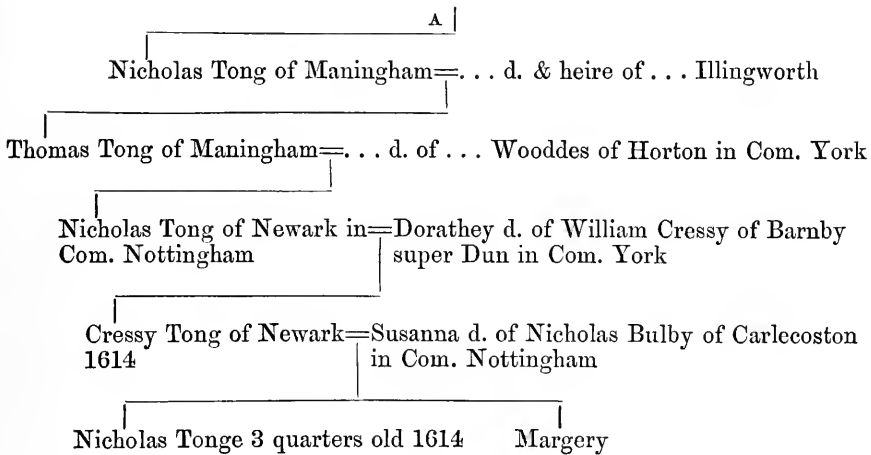 A
Nicholas Tong of Maningham=. . . d. & heire of . . . Illingworth
Thomas Tong of Maningham=. . . d. of . . . Wooddes of Horton in Com. York
Nicholas Tong of Newark in=Dorathey d. of William Cressy of Barnby
Com. Nottingham super Dun in Com. York
Cressy Tong of Newark=Susanna d. of Nicholas Bulby of Carlecoston
1614 in Com. Nottingham
Nicholas Tonge 3 quarters old 1614 Margery